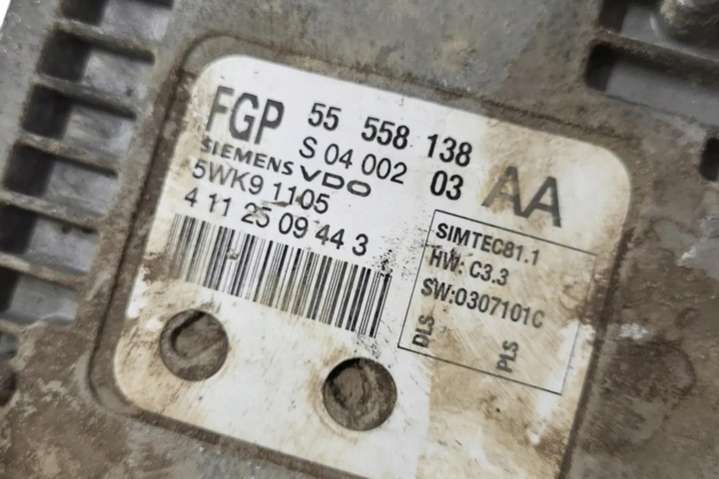 FGP 55 558 138 AA
S 04 002 03
SIEMENS VDO
5WK9 1105
4 11 25 09 44 3
SIMTEC81.1
HW: C3.3
SW:0307101C
DLS PLS